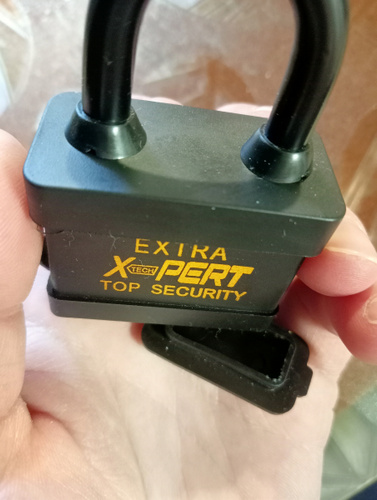 EXTRA
X TECH PERT
TOP SECURITY